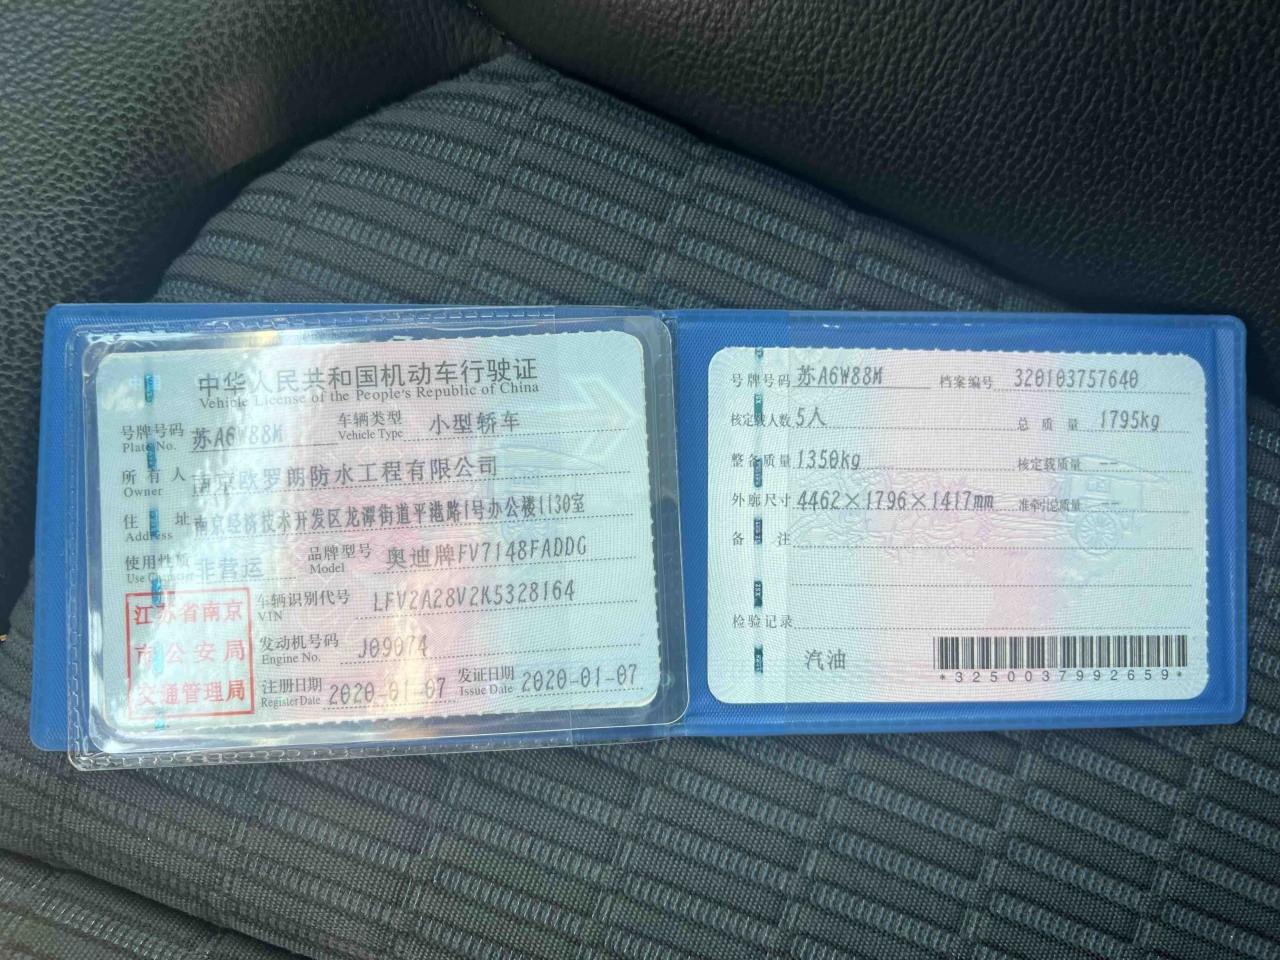 中华人民共和国机动车行驶证
Vehicle License of the People's Republic of China
号牌号码 苏A6W88M 车辆类型 小型轿车
Plate No. Vehicle Type
所有人 南京欧罗朗防水工程有限公司
Owner
住址 南京经济技术开发区龙潭街道平港路1号办公楼1130室
Address
使用性质 非营运 品牌型号 奥迪牌FV7148FADDG
Use Character Model
江苏省南京
市公安局
交通管理局
车辆识别代号 LFV2A28V2K5328164
VIN
发动机号码 J09074
Engine No.
注册日期 2020-01-07 发证日期 2020-01-07
Register Date Issue Date
号牌号码 苏A6W88M 档案编号 320103757640
核定载人数 5人 总质量 1795kg
整备质量 1350kg 核定载质量 --
外廓尺寸 4462×1796×1417mm 准牵引总质量 --
备注
检验记录
汽油
*3250037992659*